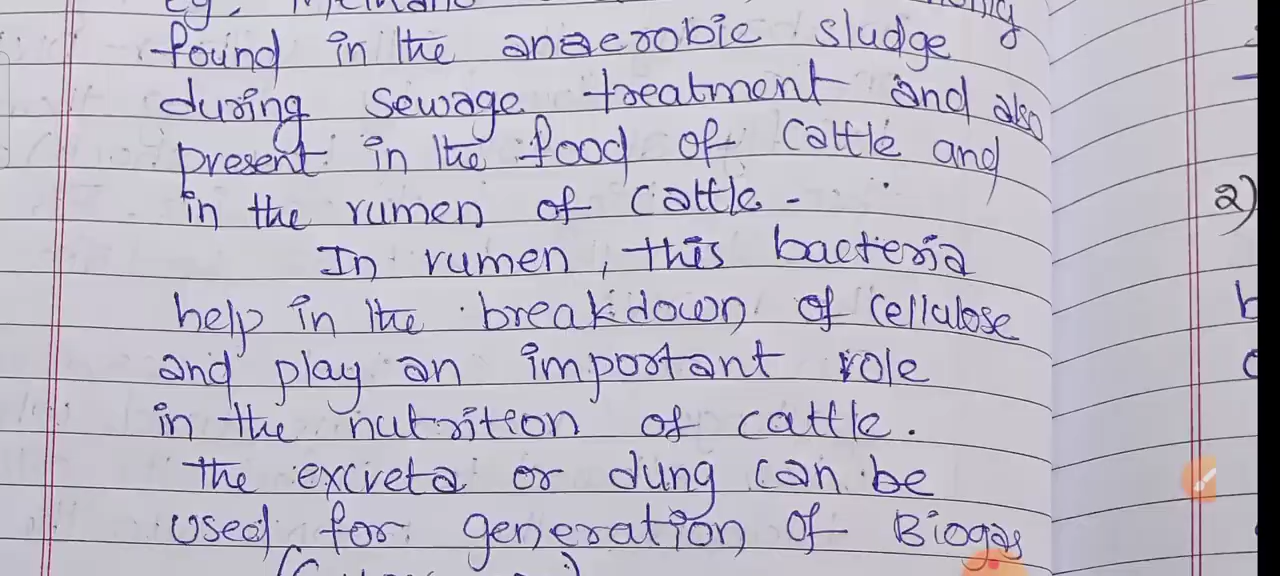 found in the anaerobic sludge
during sewage treatment and also
present in the food of cattle and
in the rumen of cattle.
In rumen, this bacteria
help in the breakdown of cellulose
and play an important role
in the nutrition of cattle.
the excreta or dung can be
used for generation of Biogas
2)